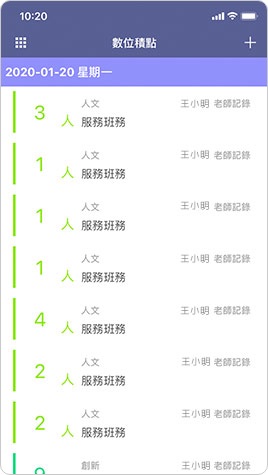 10:20
數位積點
2020-01-20 星期一
3 人 人文 王小明 老師記錄
服務班務
1 人 人文 王小明 老師記錄
服務班務
1 人 人文 王小明 老師記錄
服務班務
1 人 人文 王小明 老師記錄
服務班務
4 人 人文 王小明 老師記錄
服務班務
2 人 人文 王小明 老師記錄
服務班務
2 人 人文 王小明 老師記錄
服務班務
創新 王小明 老師記錄